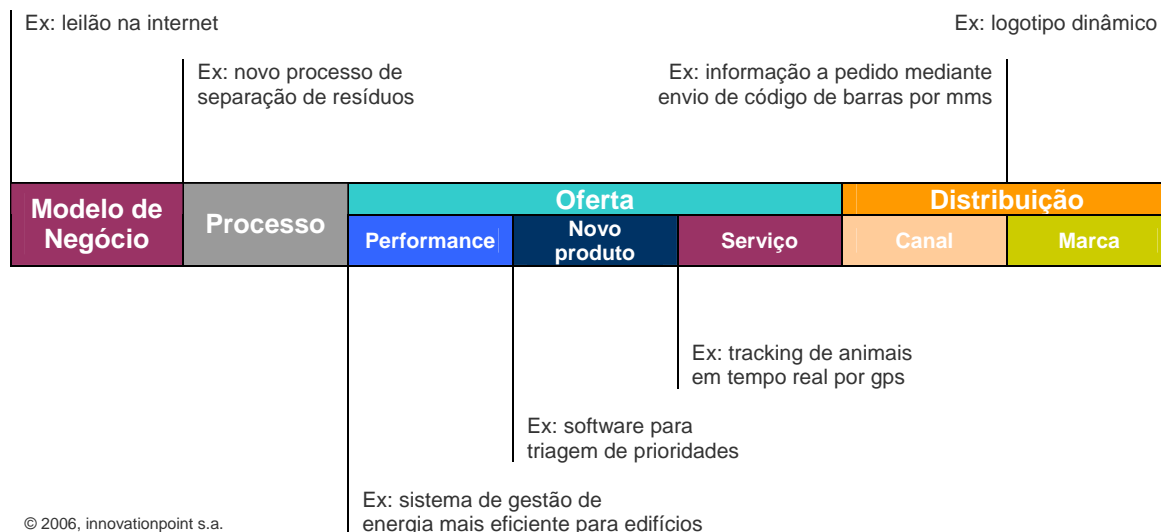 Ex: leilão na internet
Ex: logotipo dinâmico
Ex: novo processo de
separação de resíduos
Ex: informação a pedido mediante
envio de código de barras por mms
Modelo de
Negócio
Processo
Oferta
Distribuição
Performance
Novo
produto
Serviço
Canal
Marca
Ex: tracking de animais
em tempo real por gps
Ex: software para
triagem de prioridades
Ex: sistema de gestão de
energia mais eficiente para edifícios
© 2006, innovationpoint s.a.